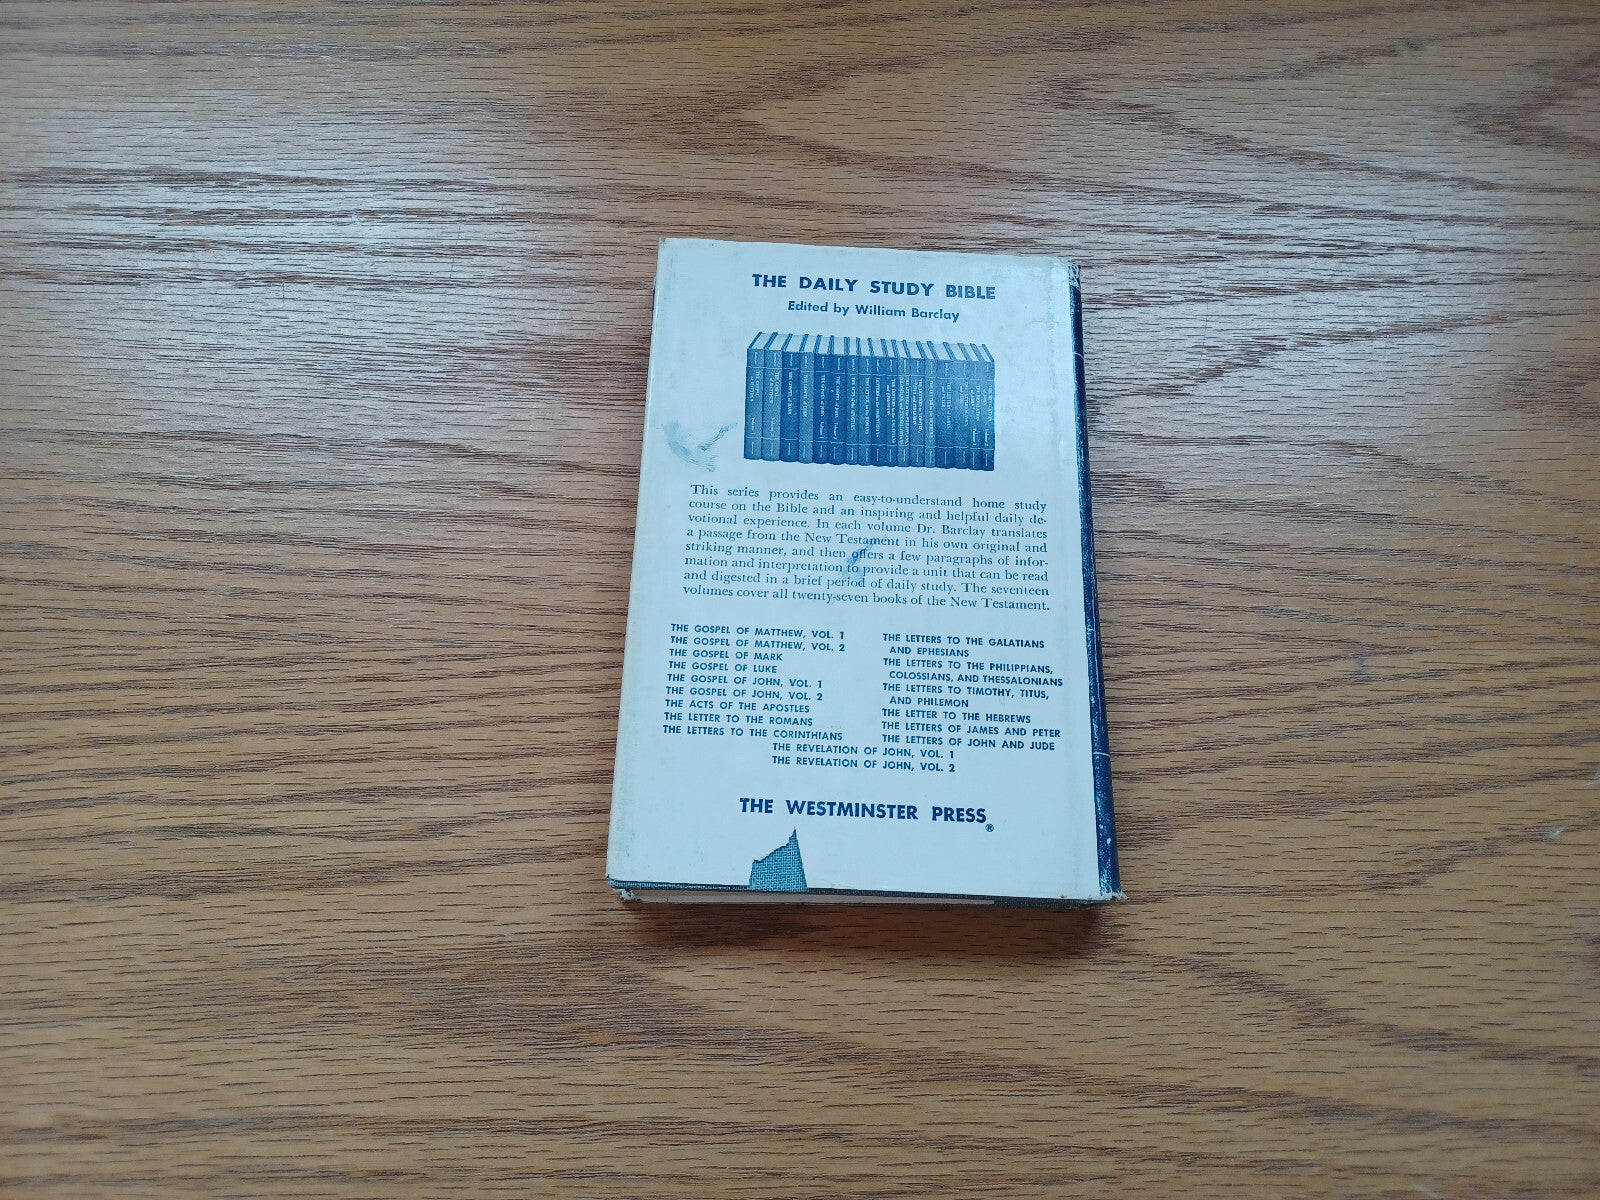 THE DAILY STUDY BIBLE
Edited by William Barclay
This series provides an easy-to-understand home study
course on the Bible and an inspiring and helpful daily de-
votional experience. In each volume Dr. Barclay translates
a passage from the New Testament in his own original and
striking manner, and then offers a few paragraphs of infor-
mation and interpretation to provide a unit that can be read
and digested in a brief period of daily study. The seventeen
volumes cover all twenty-seven books of the New Testament.
THE GOSPEL OF MATTHEW, VOL. 1
THE GOSPEL OF MATTHEW, VOL. 2
THE GOSPEL OF MARK
THE GOSPEL OF LUKE
THE GOSPEL OF JOHN, VOL. 1
THE GOSPEL OF JOHN, VOL. 2
THE ACTS OF THE APOSTLES
THE LETTER TO THE ROMANS
THE LETTERS TO THE CORINTHIANS
THE LETTERS TO THE GALATIANS
AND EPHESIANS
THE LETTERS TO THE PHILIPPIANS,
COLOSSIANS, AND THESSALONIANS
THE LETTERS TO TIMOTHY, TITUS,
AND PHILEMON
THE LETTER TO THE HEBREWS
THE LETTERS OF JAMES AND PETER
THE LETTERS OF JOHN AND JUDE
THE REVELATION OF JOHN, VOL. 1
THE REVELATION OF JOHN, VOL. 2
THE WESTMINSTER PRESS®